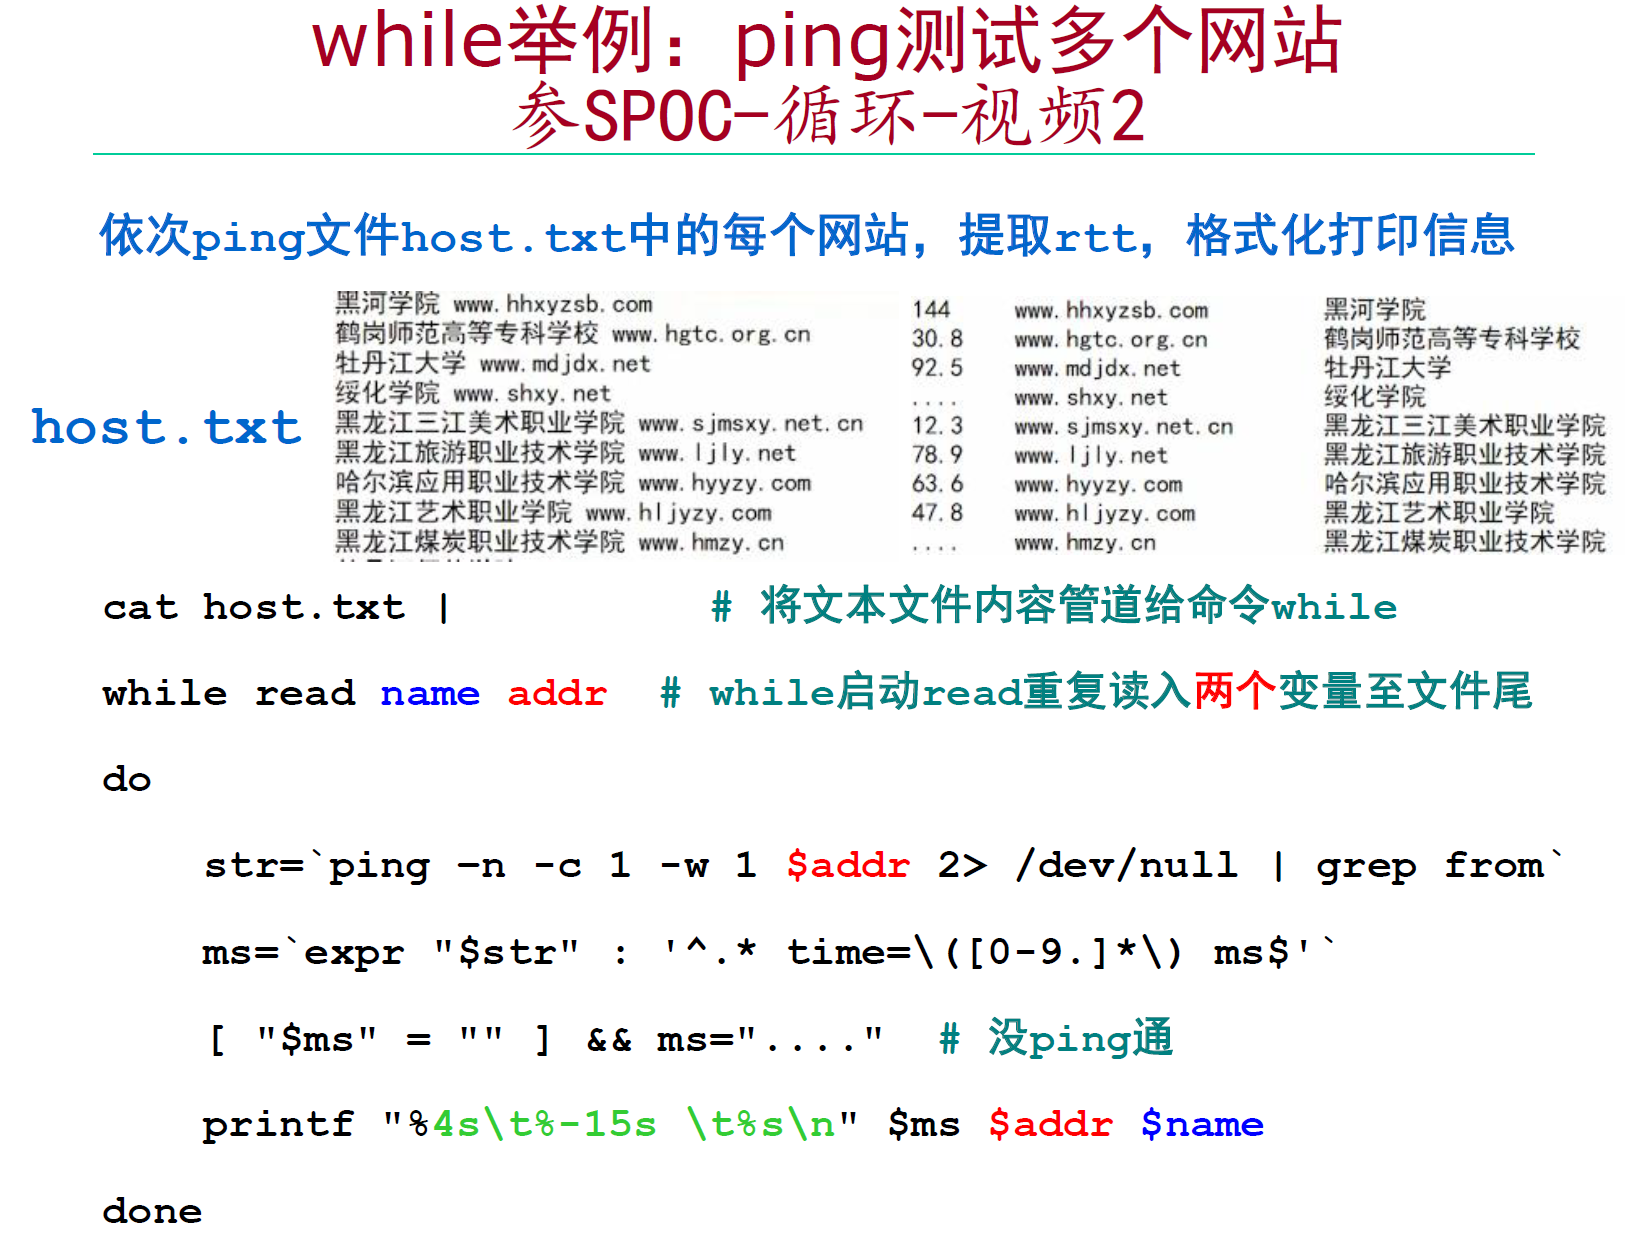 while举例：ping测试多个网站
参SPOC-循环-视频2
依次ping文件host.txt中的每个网站，提取rtt，格式化打印信息
host.txt
黑河学院 www.hhxyzsb.com
鹤岗师范高等专科学校 www.hgtc.org.cn
牡丹江大学 www.mdjdx.net
绥化学院 www.shxy.net
黑龙江三江美术职业学院 www.sjmsxy.net.cn
黑龙江旅游职业技术学院 www.ljly.net
哈尔滨应用职业技术学院 www.hyyzy.com
黑龙江艺术职业学院 www.hljyzy.com
黑龙江煤炭职业技术学院 www.hmzy.cn
144 www.hhxyzsb.com 黑河学院
30.8 www.hgtc.org.cn 鹤岗师范高等专科学校
92.5 www.mdjdx.net 牡丹江大学
.... www.shxy.net 绥化学院
12.3 www.sjmsxy.net.cn 黑龙江三江美术职业学院
78.9 www.ljly.net 黑龙江旅游职业技术学院
63.6 www.hyyzy.com 哈尔滨应用职业技术学院
47.8 www.hljyzy.com 黑龙江艺术职业学院
.... www.hmzy.cn 黑龙江煤炭职业技术学院
cat host.txt | # 将文本文件内容管道给命令while
while read name addr # while启动read重复读入两个变量至文件尾
do
str=`ping –n -c 1 -w 1 $addr 2> /dev/null | grep from`
ms=`expr "$str" : '^.* time=\([0-9.]*\) ms$'`
[ "$ms" = "" ] && ms="...." # 没ping通
printf "%4s\t%-15s \t%s\n" $ms $addr $name
done